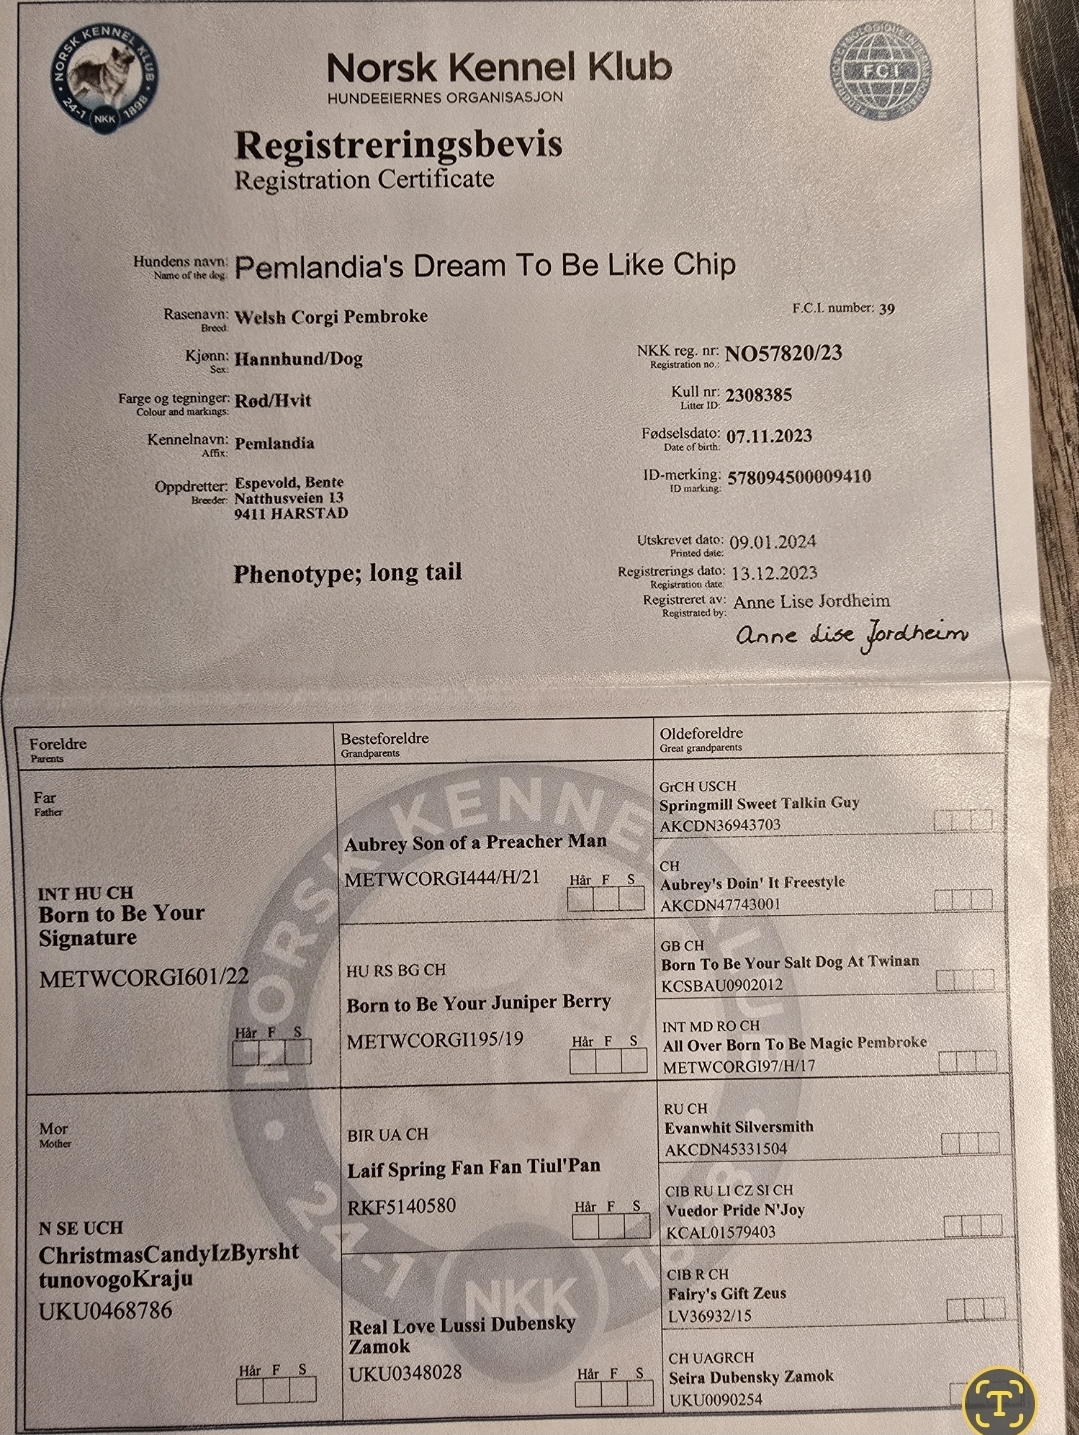 NORSK KENNEL KLUB
24-1 NKK 1898
Norsk Kennel Klub
HUNDEEIERNES ORGANISASJON
FEDERATION CYNOLOGIQUE INTERNATIONALE
FCI
Registreringsbevis
Registration Certificate
Hundens navn: Pemlandia's Dream To Be Like Chip
Name of the dog:
F.C.I. number: 39
Rasenavn: Welsh Corgi Pembroke
Breed:
Kjønn: Hannhund/Dog
Sex:
Farge og tegninger: Rød/Hvit
Colour and markings:
Kennelnavn: Pemlandia
Affix:
Oppdretter: Espevold, Bente
Breeder: Natthusveien 13
9411 HARSTAD
Phenotype; long tail
NKK reg. nr: NO57820/23
Registration no.:
Kull nr: 2308385
Litter ID:
Fødselsdato: 07.11.2023
Date of birth:
ID-merking: 578094500009410
ID marking:
Utskrevet dato: 09.01.2024
Printed date:
Registrerings dato: 13.12.2023
Registration date:
Registreret av: Anne Lise Jordheim
Registrated by:
Anne Lise Jordheim
Foreldre
Parents
Besteforeldre
Grandparents
Oldeforeldre
Great grandparents
Far
Father
INT HU CH
Born to Be Your
Signature
METWCORGI601/22
Hår F S
Mor
Mother
N SE UCH
ChristmasCandyIzByrsht
tunovogoKraju
UKU0468786
Hår F S
Aubrey Son of a Preacher Man
METWCORGI444/H/21
Hår F S
HU RS BG CH
Born to Be Your Juniper Berry
METWCORGI195/19
Hår F S
BIR UA CH
Laif Spring Fan Fan Tiul'Pan
RKF5140580
Hår F S
Real Love Lussi Dubensky
Zamok
UKU0348028
Hår F S
GrCH USCH
Springmill Sweet Talkin Guy
AKCDN36943703
CH
Aubrey's Doin' It Freestyle
AKCDN47743001
GB CH
Born To Be Your Salt Dog At Twinan
KCSBAU0902012
INT MD RO CH
All Over Born To Be Magic Pembroke
METWCORGI97/H/17
RU CH
Evanwhit Silversmith
AKCDN45331504
CIB RU LI CZ SI CH
Vuedor Pride N'Joy
KCAL01579403
CIB R CH
Fairy's Gift Zeus
LV36932/15
CH UAGRCH
Seira Dubensky Zamok
UKU0090254
NORSK KENNEL KLUB
24-1 NKK 1898
T